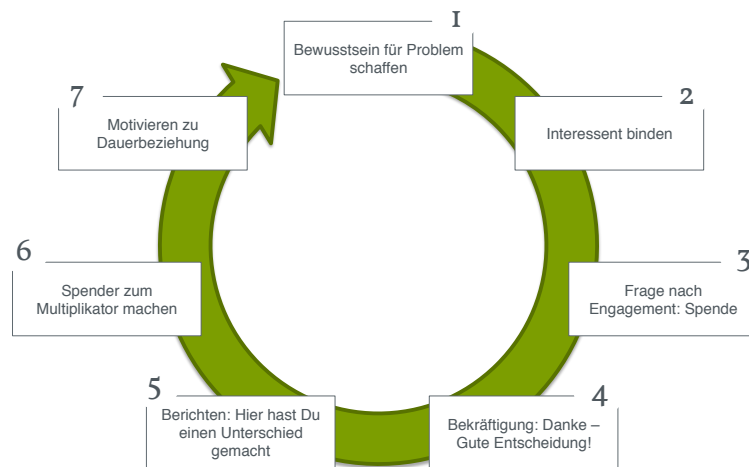 1
Bewusstsein für Problem
schaffen
2
Interessent binden
3
Frage nach
Engagement: Spende
4
Bekräftigung: Danke –
Gute Entscheidung!
5
Berichten: Hier hast Du
einen Unterschied
gemacht
6
Spender zum
Multiplikator machen
7
Motivieren zu
Dauerbeziehung